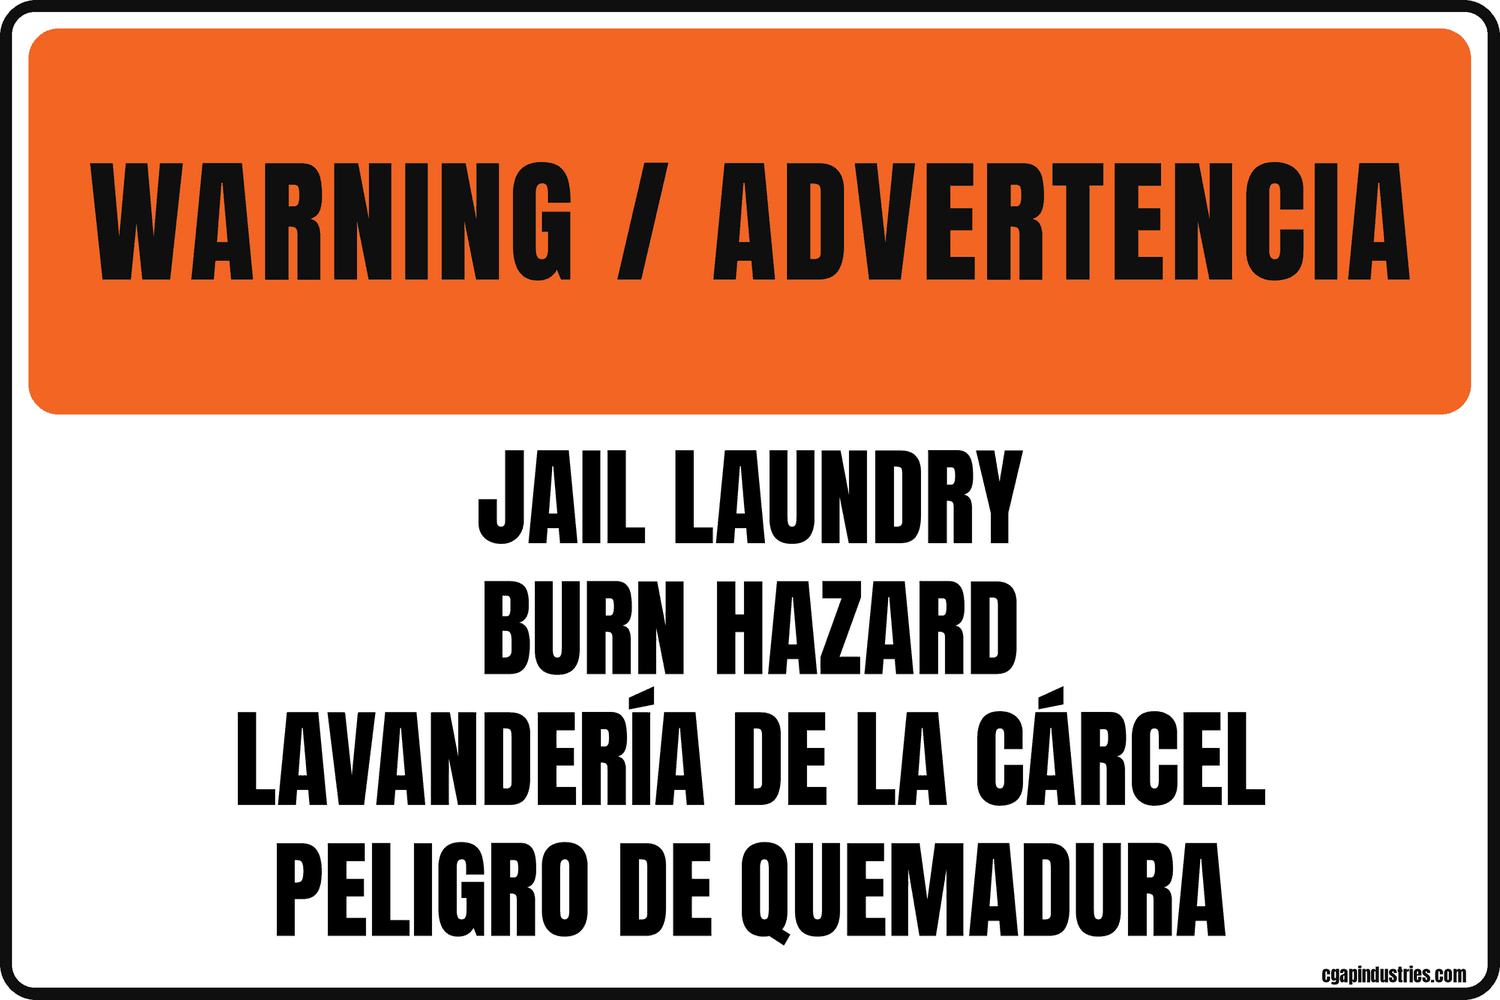 WARNING / ADVERTENCIA
JAIL LAUNDRY
BURN HAZARD
LAVANDERÍA DE LA CÁRCEL
PELIGRO DE QUEMADURA
cgapindustries.com